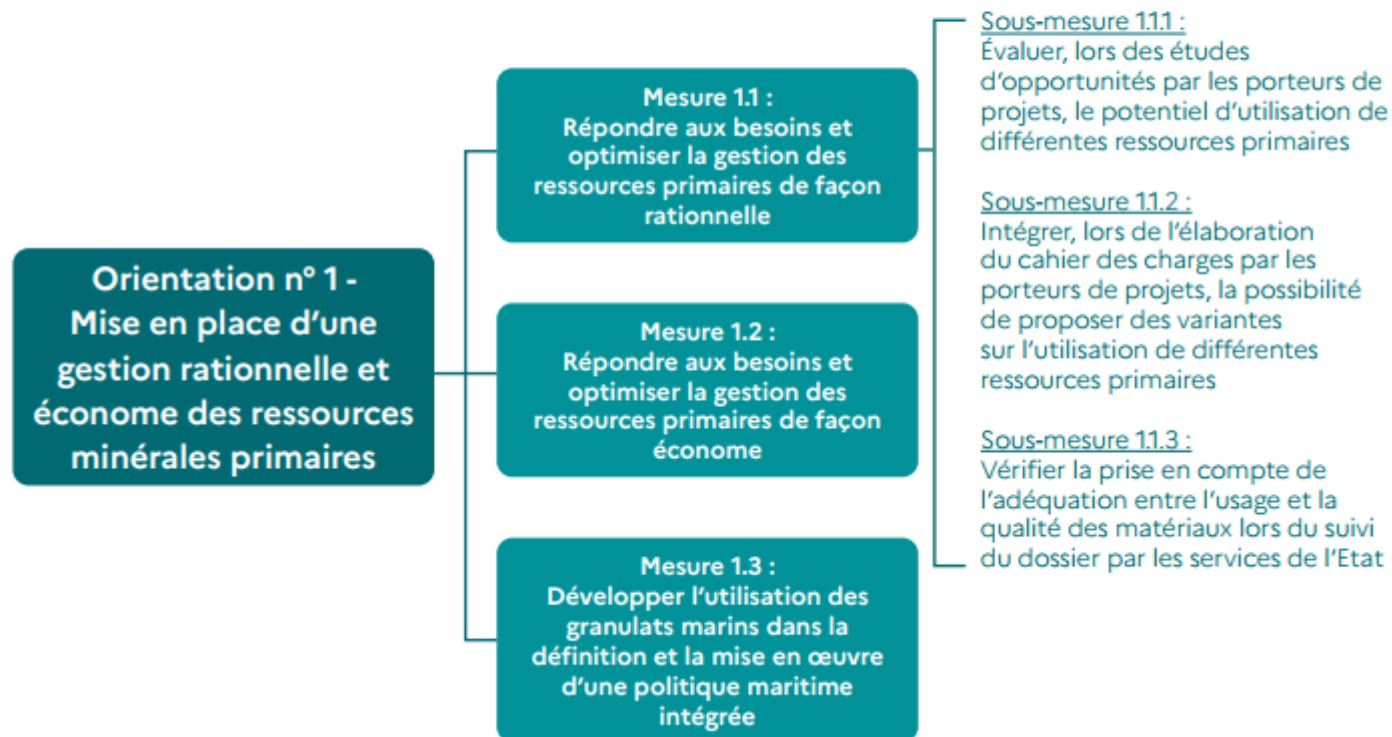 Orientation n° 1 -
Mise en place d’une
gestion rationnelle et
économe des ressources
minérales primaires
Mesure 1.1 :
Répondre aux besoins et
optimiser la gestion des
ressources primaires de façon
rationnelle
Sous-mesure 1.1.1 :
Évaluer, lors des études
d’opportunités par les porteurs de
projets, le potentiel d’utilisation de
différentes ressources primaires
Sous-mesure 1.1.2 :
Intégrer, lors de l’élaboration
du cahier des charges par les
porteurs de projets, la possibilité
de proposer des variantes
sur l’utilisation de différentes
ressources primaires
Sous-mesure 1.1.3 :
Vérifier la prise en compte de
l’adéquation entre l’usage et la
qualité des matériaux lors du suivi
du dossier par les services de l’Etat
Mesure 1.2 :
Répondre aux besoins et
optimiser la gestion des
ressources primaires de façon
économe
Mesure 1.3 :
Développer l’utilisation des
granulats marins dans la
définition et la mise en œuvre
d’une politique maritime
intégrée